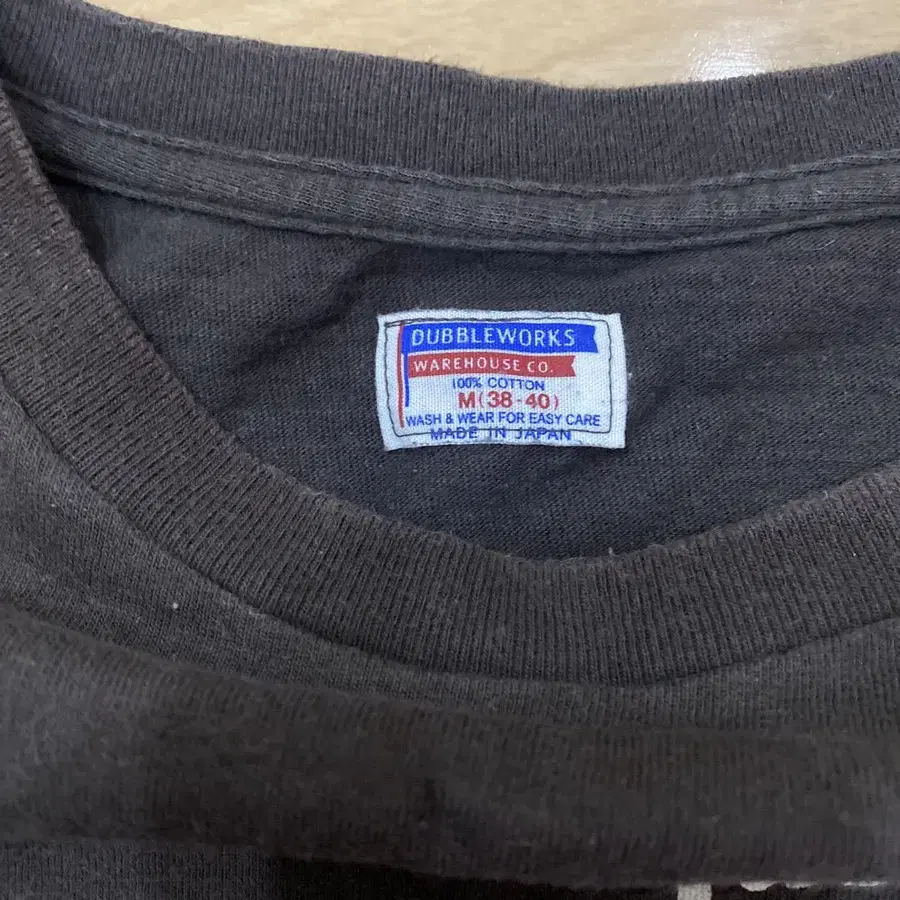 DUBBLEWORKS
WAREHOUSE CO.
100% COTTON
M(38-40)
WASH & WEAR FOR EASY CARE
MADE IN JAPAN